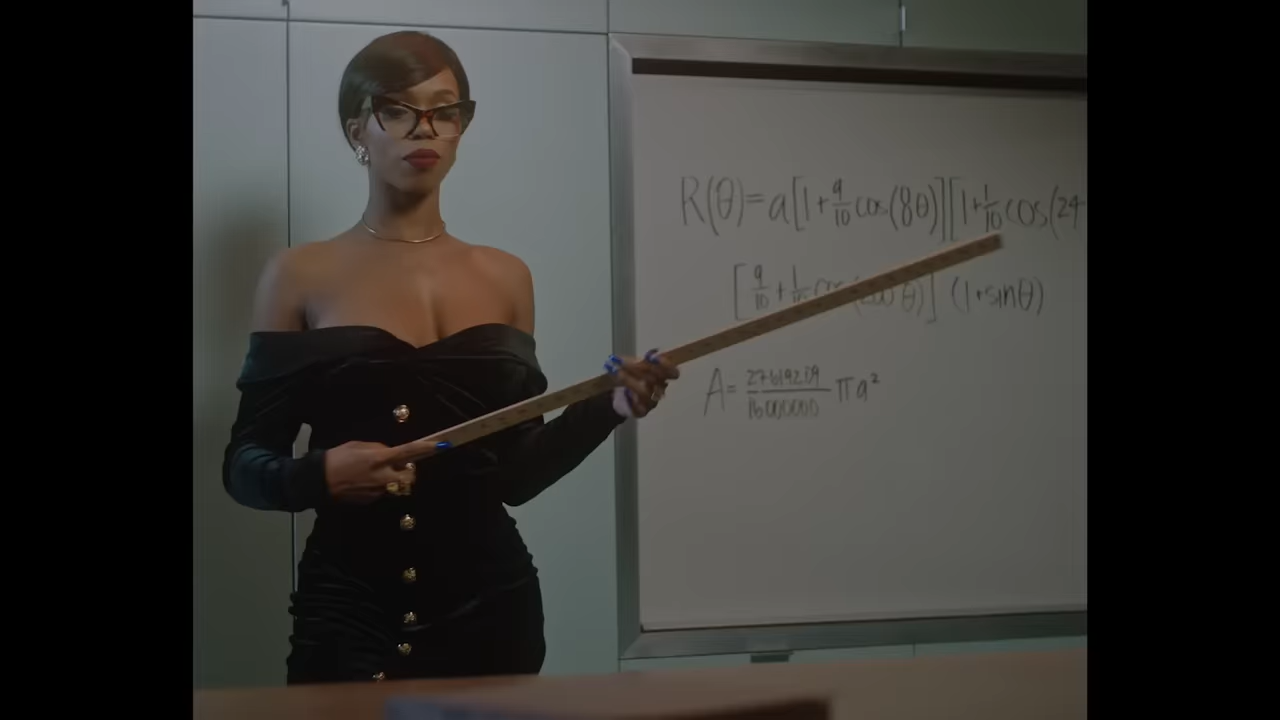 R(θ)=a[1+9/10 cos(8θ)][1+1/10 cos(24
[9/10+1/10 cos( θ)] (1+sinθ)
A= 27619209/16000000 πa²